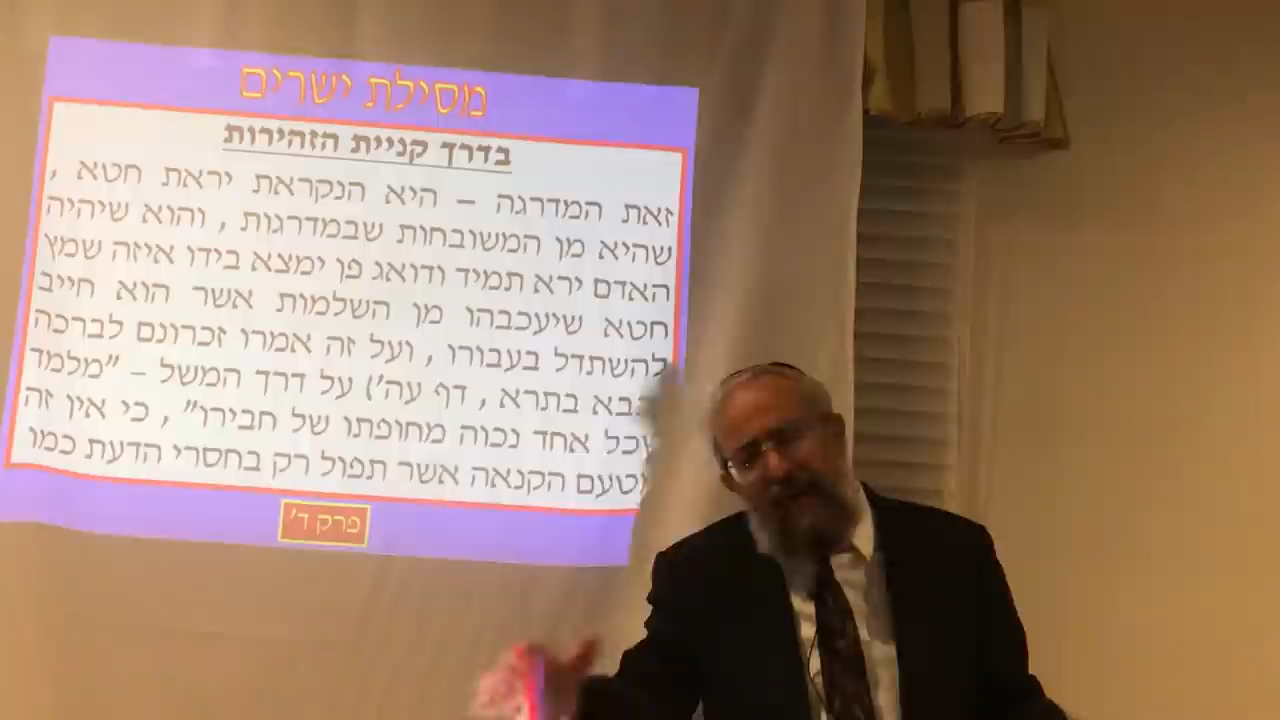 מסילת ישרים
בדרך קניית הזהירות
זאת המדרגה – היא הנקראת יראת חטא ,
שהיא מן המשובחות שבמדרגות , והוא שיהיה
האדם ירא תמיד ודואג פן ימצא בידו איזה שמץ
חטא שיעכבהו מן השלמות אשר הוא חייב
להשתדל בעבורו , ועל זה אמרו זכרונם לברכה
בבא בתרא , דף עה') על דרך המשל – "מלמד
שכל אחד נכוה מחופתו של חבירו" , כי אין זה
מטעם הקנאה אשר תפול רק בחסרי הדעת כמו
פרק ד'